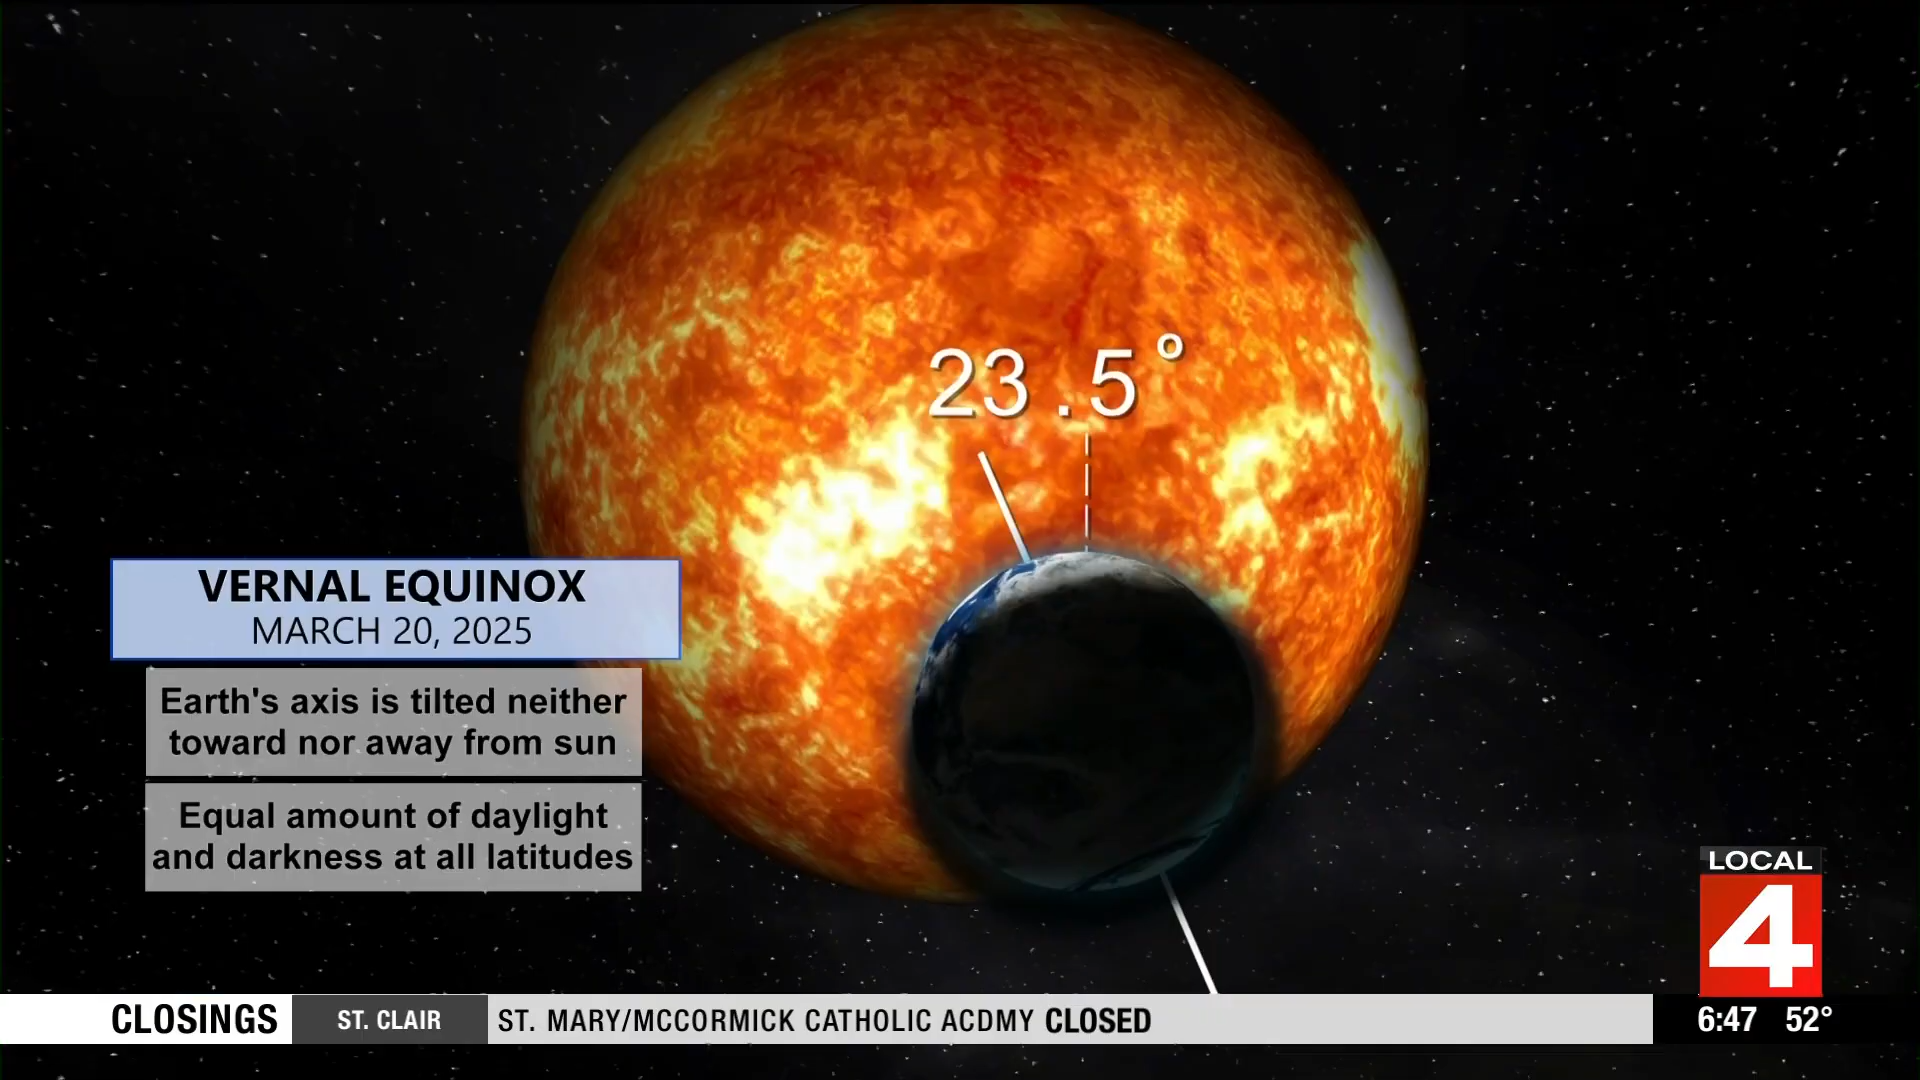 23.5°
VERNAL EQUINOX
MARCH 20, 2025
Earth's axis is tilted neither
toward nor away from sun
Equal amount of daylight
and darkness at all latitudes
LOCAL
4
CLOSINGS ST. CLAIR ST. MARY/MCCORMICK CATHOLIC ACDMY CLOSED 6:47 52°